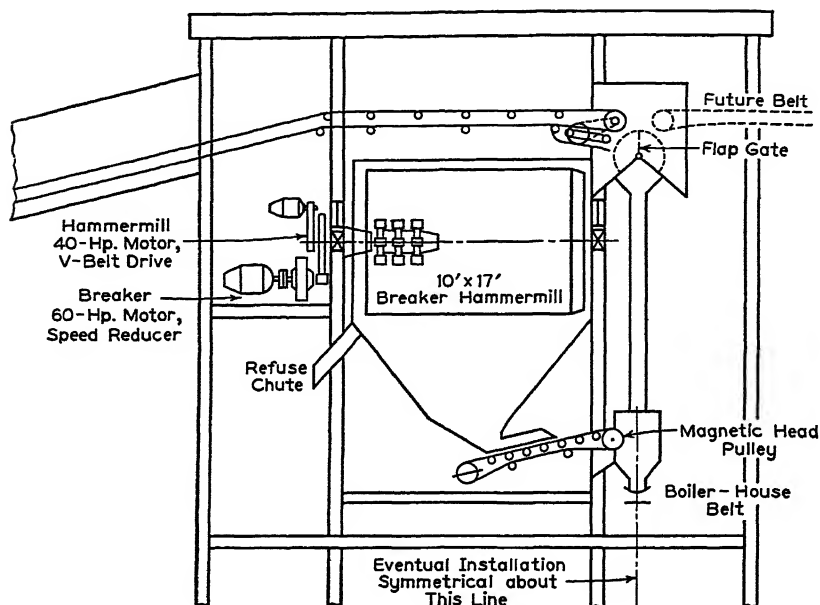 Future Belt
Flap Gate
Hammermill
40-Hp. Motor,
V-Belt Drive
10'x17'
Breaker Hammermill
Breaker
60-Hp. Motor,
Speed Reducer
Refuse
Chute
Magnetic Head
Pulley
Boiler-House
Belt
Eventual Installation
Symmetrical about
This Line